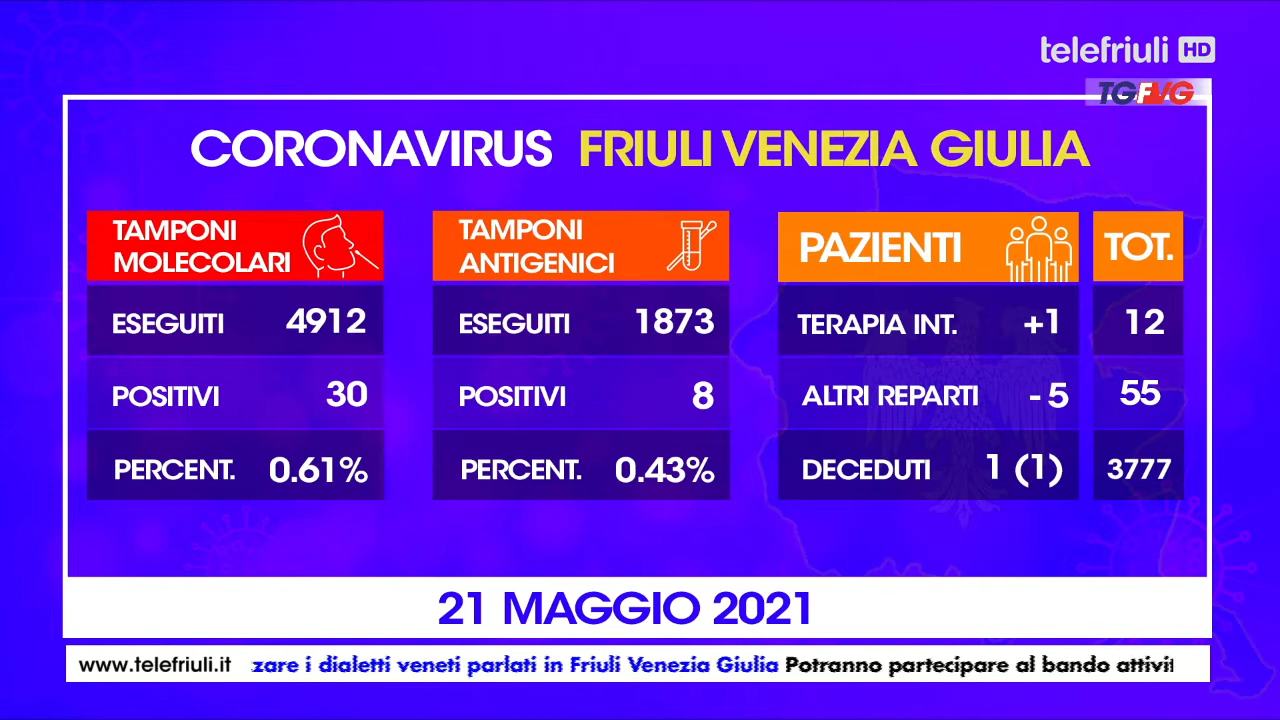 telefriuli HD
TGFVG
CORONAVIRUS FRIULI VENEZIA GIULIA
TAMPONI
MOLECOLARI
ESEGUITI 4912
POSITIVI 30
PERCENT. 0.61%
TAMPONI
ANTIGENICI
ESEGUITI 1873
POSITIVI 8
PERCENT. 0.43%
PAZIENTI TOT.
TERAPIA INT. +1 12
ALTRI REPARTI - 5 55
DECEDUTI 1 (1) 3777
21 MAGGIO 2021
www.telefriuli.it zare i dialetti veneti parlati in Friuli Venezia Giulia Potranno partecipare al bando attivit